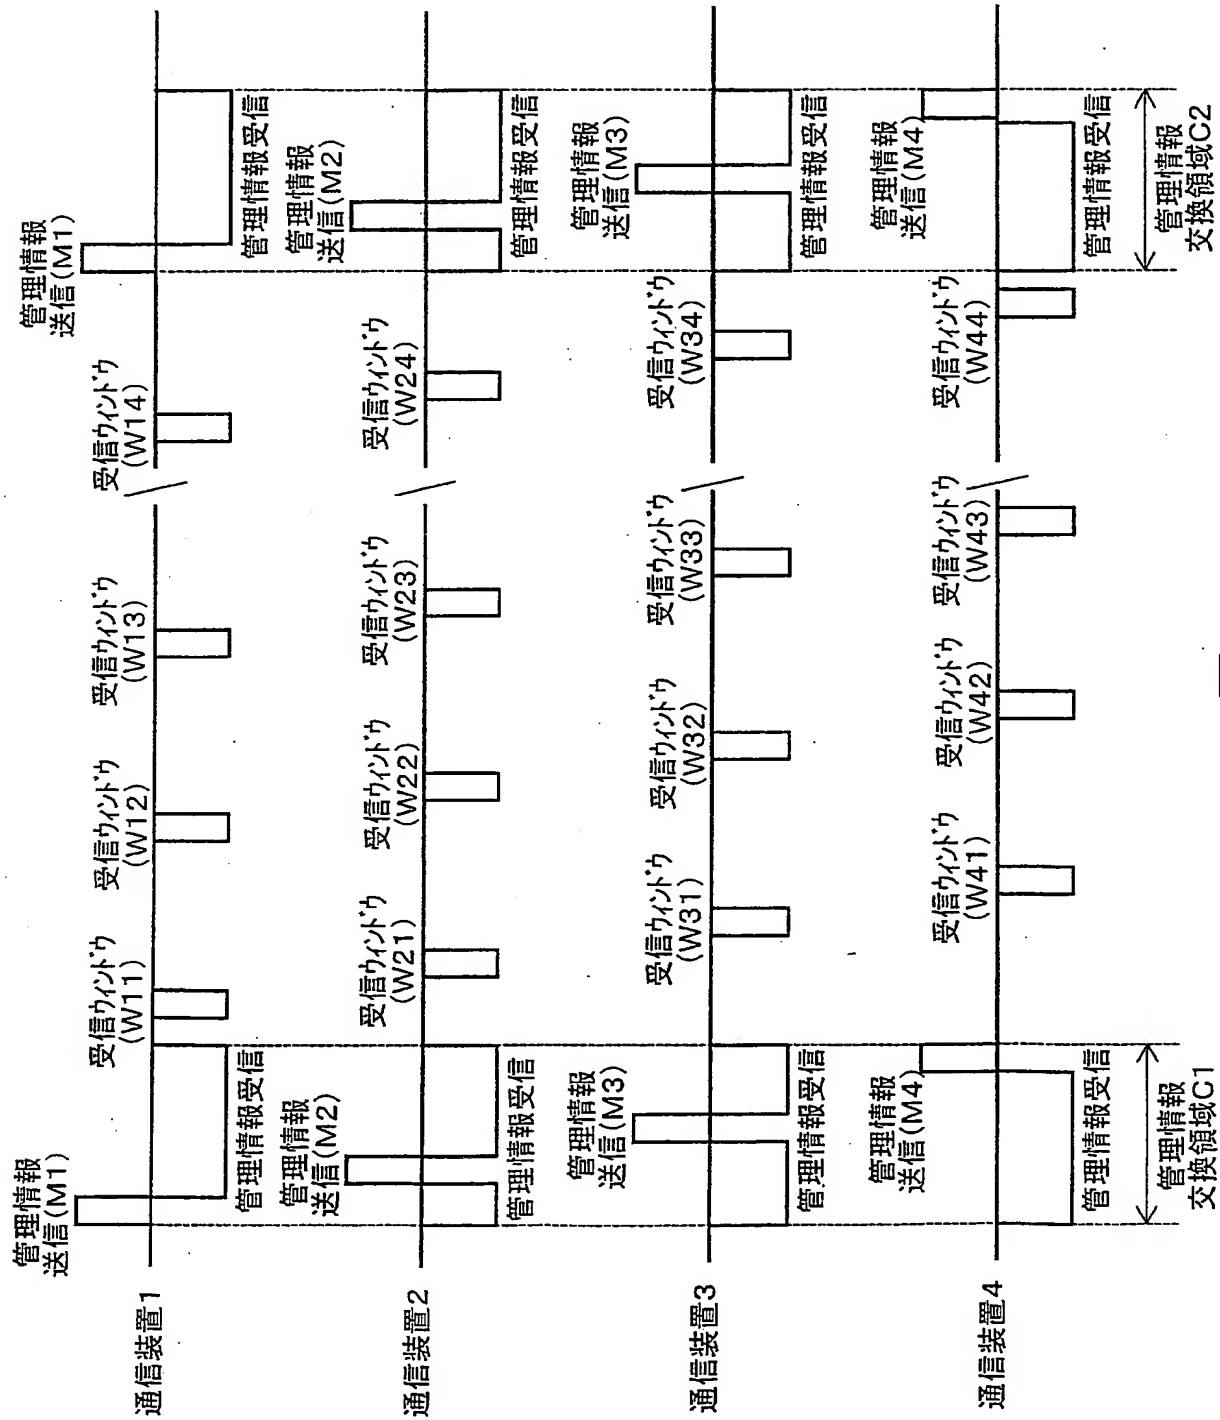 管理情報
送信(M1)
受信ウィンドウ
(W11)
受信ウィンドウ
(W12)
受信ウィンドウ
(W13)
受信ウィンドウ
(W14)
管理情報
送信(M1)
通信装置1
管理情報受信
管理情報受信
管理情報
送信(M2)
受信ウィンドウ
(W21)
受信ウィンドウ
(W22)
受信ウィンドウ
(W23)
受信ウィンドウ
(W24)
管理情報
送信(M2)
通信装置2
管理情報受信
管理情報受信
管理情報
送信(M3)
受信ウィンドウ
(W31)
受信ウィンドウ
(W32)
受信ウィンドウ
(W33)
受信ウィンドウ
(W34)
管理情報
送信(M3)
通信装置3
管理情報受信
管理情報受信
管理情報
送信(M4)
受信ウィンドウ
(W41)
受信ウィンドウ
(W42)
受信ウィンドウ
(W43)
受信ウィンドウ
(W44)
管理情報
送信(M4)
通信装置4
管理情報受信
管理情報受信
管理情報
交換領域C1
管理情報
交換領域C2